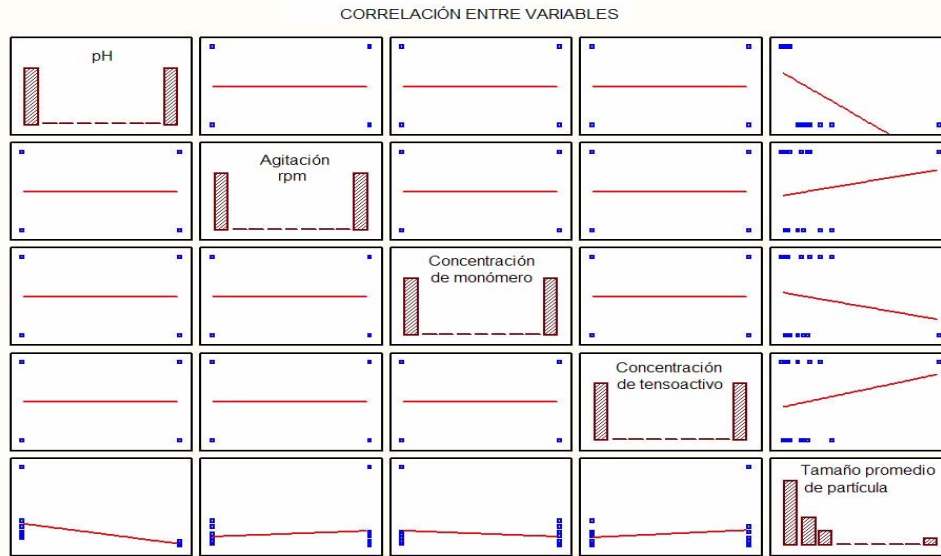 CORRELACIÓN ENTRE VARIABLES
pH
Agitación
rpm
Concentración
de monómero
Concentración
de tensoactivo
Tamaño promedio
de partícula